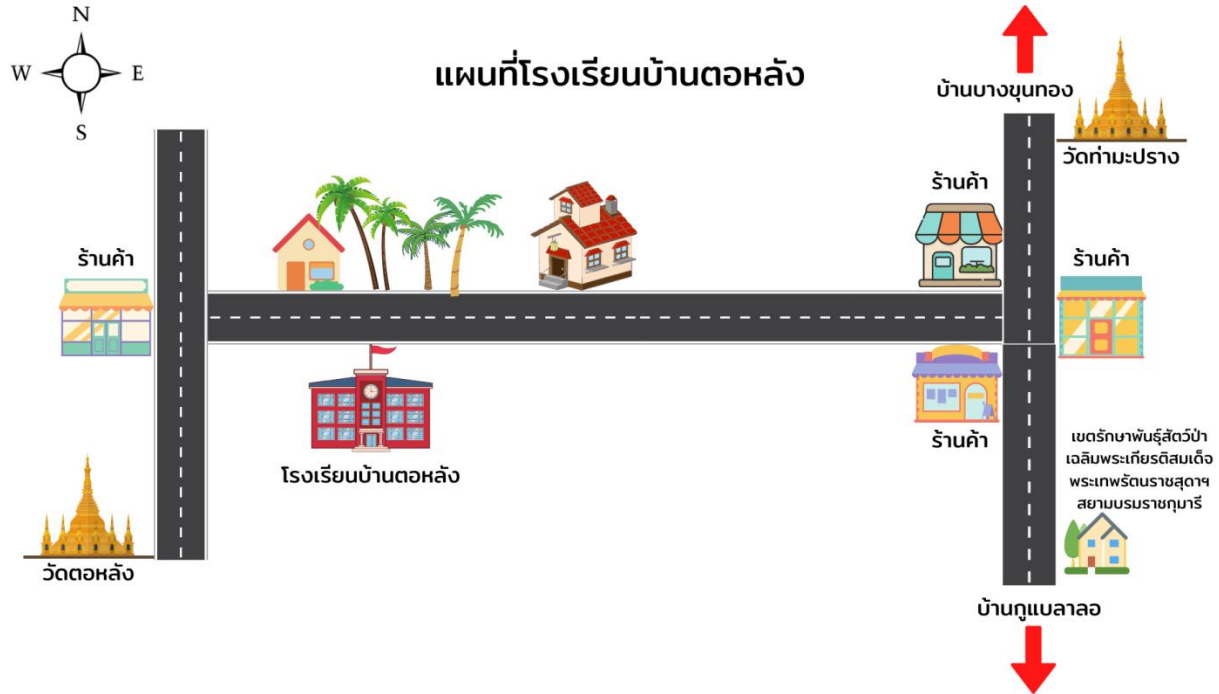 N
W
E
S
แผนที่โรงเรียนบ้านตอหลัง
บ้านบางขุนทอง
วัดท่ามะปราง
ร้านค้า
ร้านค้า
ร้านค้า
ร้านค้า
โรงเรียนบ้านตอหลัง
เขตรักษาพันธุ์สัตว์ป่า
เฉลิมพระเกียรติสมเด็จ
พระเทพรัตนราชสุดาฯ
สยามบรมราชกุมารี
วัดตอหลัง
บ้านกูแบลาลอ